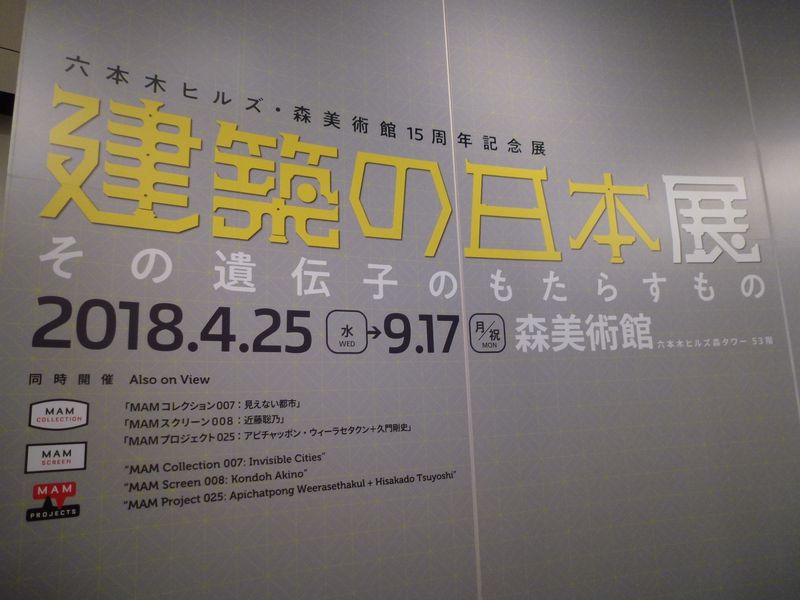 六本木ヒルズ・森美術館15周年記念展
建築の日本展
その遺伝子のもたらすもの
2018.4.25 水 WED → 9.17 月/祝 MON 森美術館 六本木ヒルズ森タワー 53階
同時開催 Also on View
MAM COLLECTION
「MAMコレクション007：見えない都市」
「MAMスクリーン008：近藤聡乃」
「MAMプロジェクト025：アピチャッポン・ウィーラセタクン＋久門剛史」
MAM SCREEN
"MAM Collection 007: Invisible Cities"
"MAM Screen 008: Kondoh Akino"
"MAM Project 025: Apichatpong Weerasethakul + Hisakado Tsuyoshi"
MAM PROJECTS